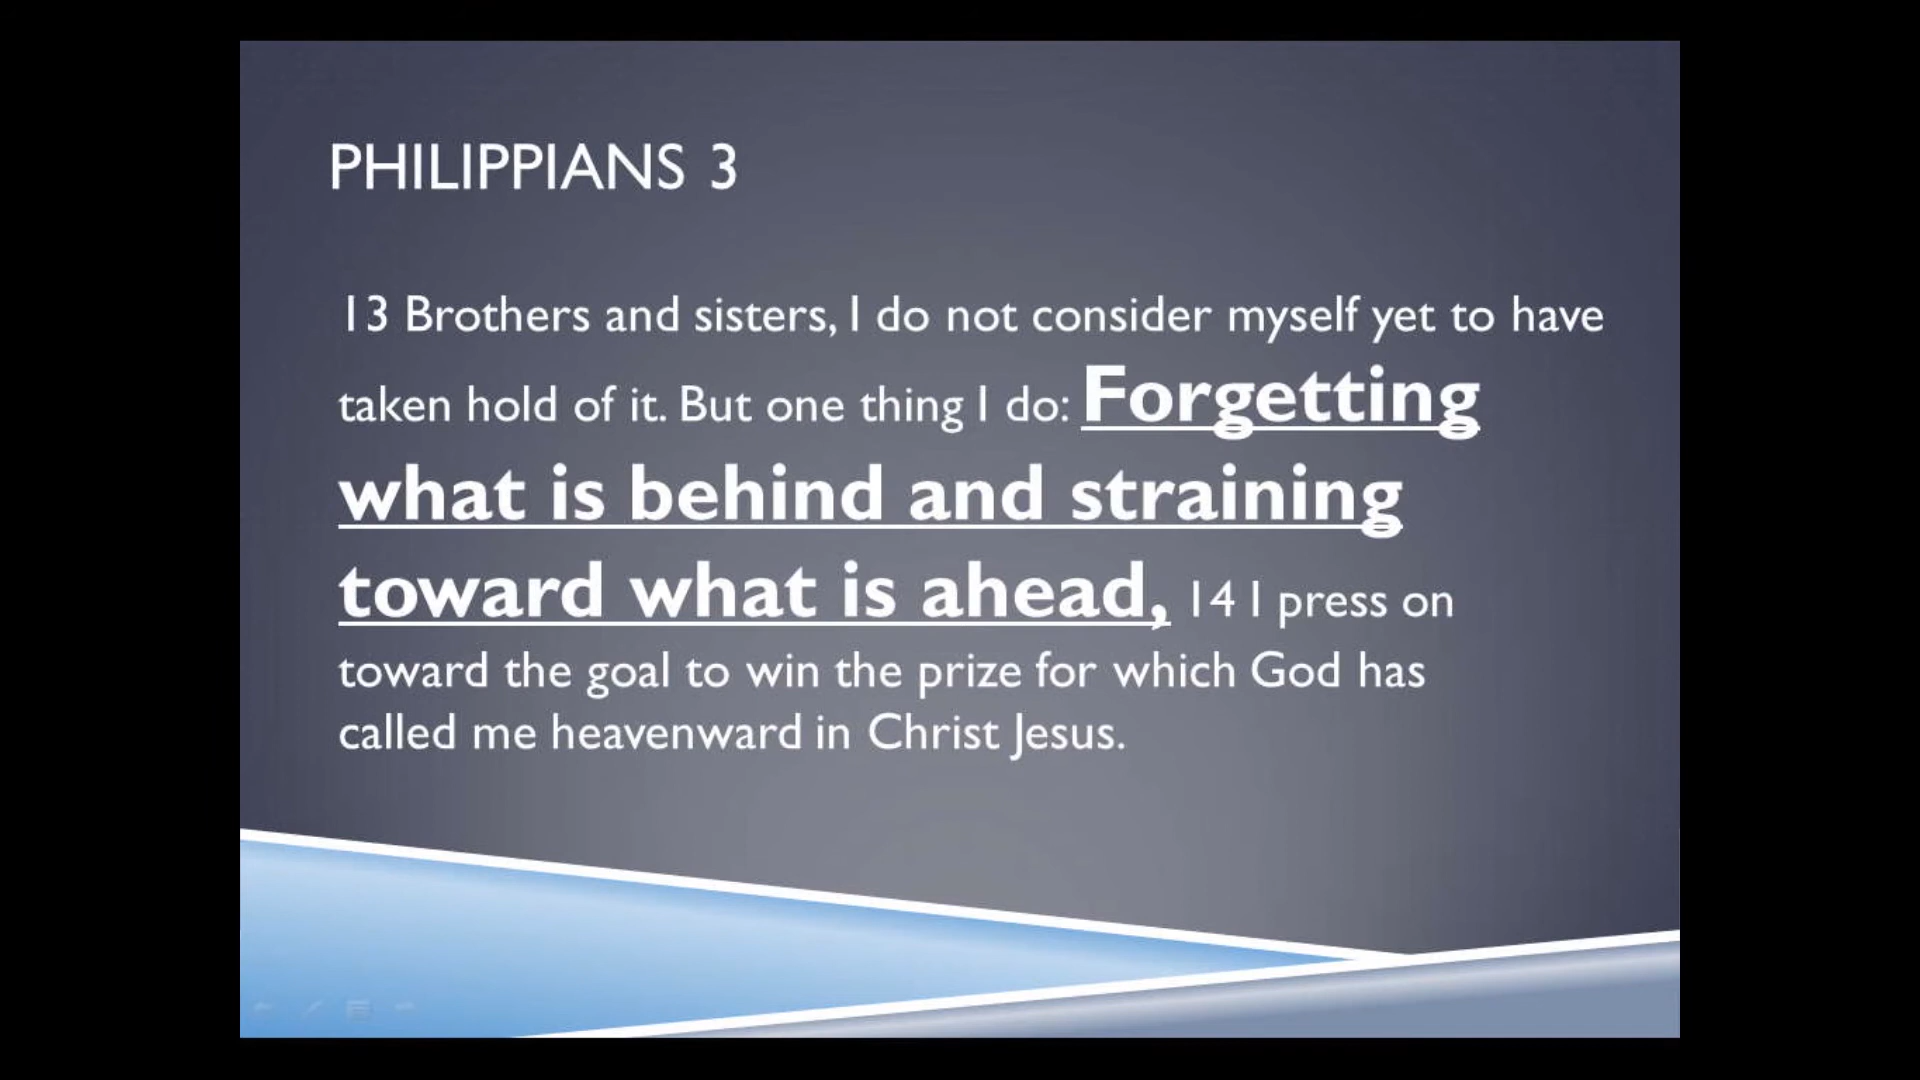 PHILIPPIANS 3
13 Brothers and sisters, I do not consider myself yet to have
taken hold of it. But one thing I do: Forgetting
what is behind and straining
toward what is ahead, 14 I press on
toward the goal to win the prize for which God has
called me heavenward in Christ Jesus.